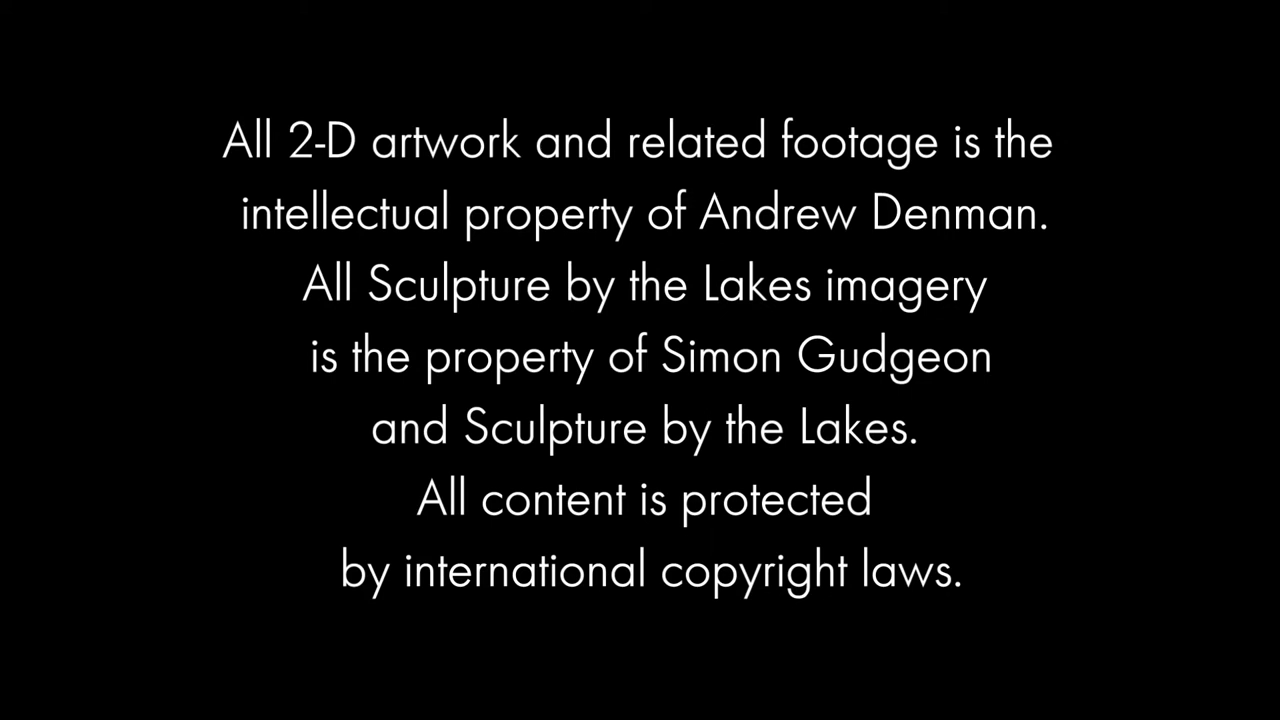 All 2-D artwork and related footage is the
intellectual property of Andrew Denman.
All Sculpture by the Lakes imagery
is the property of Simon Gudgeon
and Sculpture by the Lakes.
All content is protected
by international copyright laws.